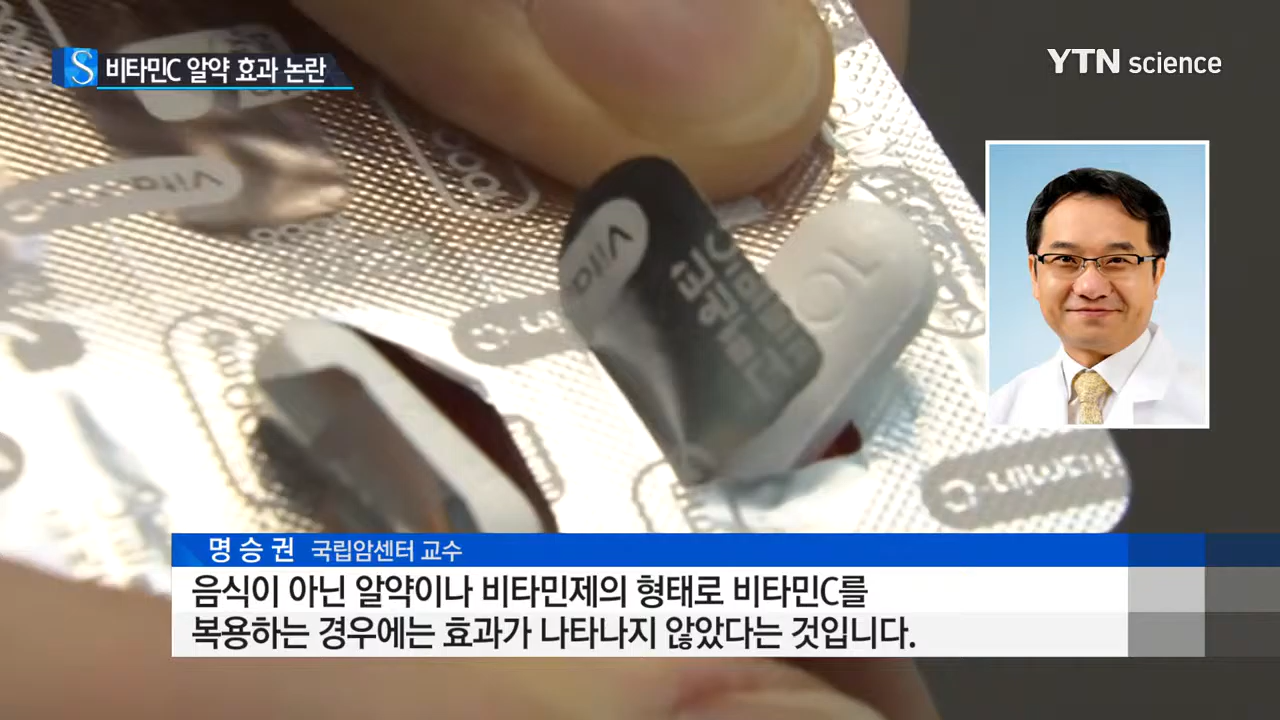 비타민C 알약 효과 논란
YTN science
Vita
Vita
명승권 국립암센터 교수
음식이 아닌 알약이나 비타민제의 형태로 비타민C를
복용하는 경우에는 효과가 나타나지 않았다는 것입니다.